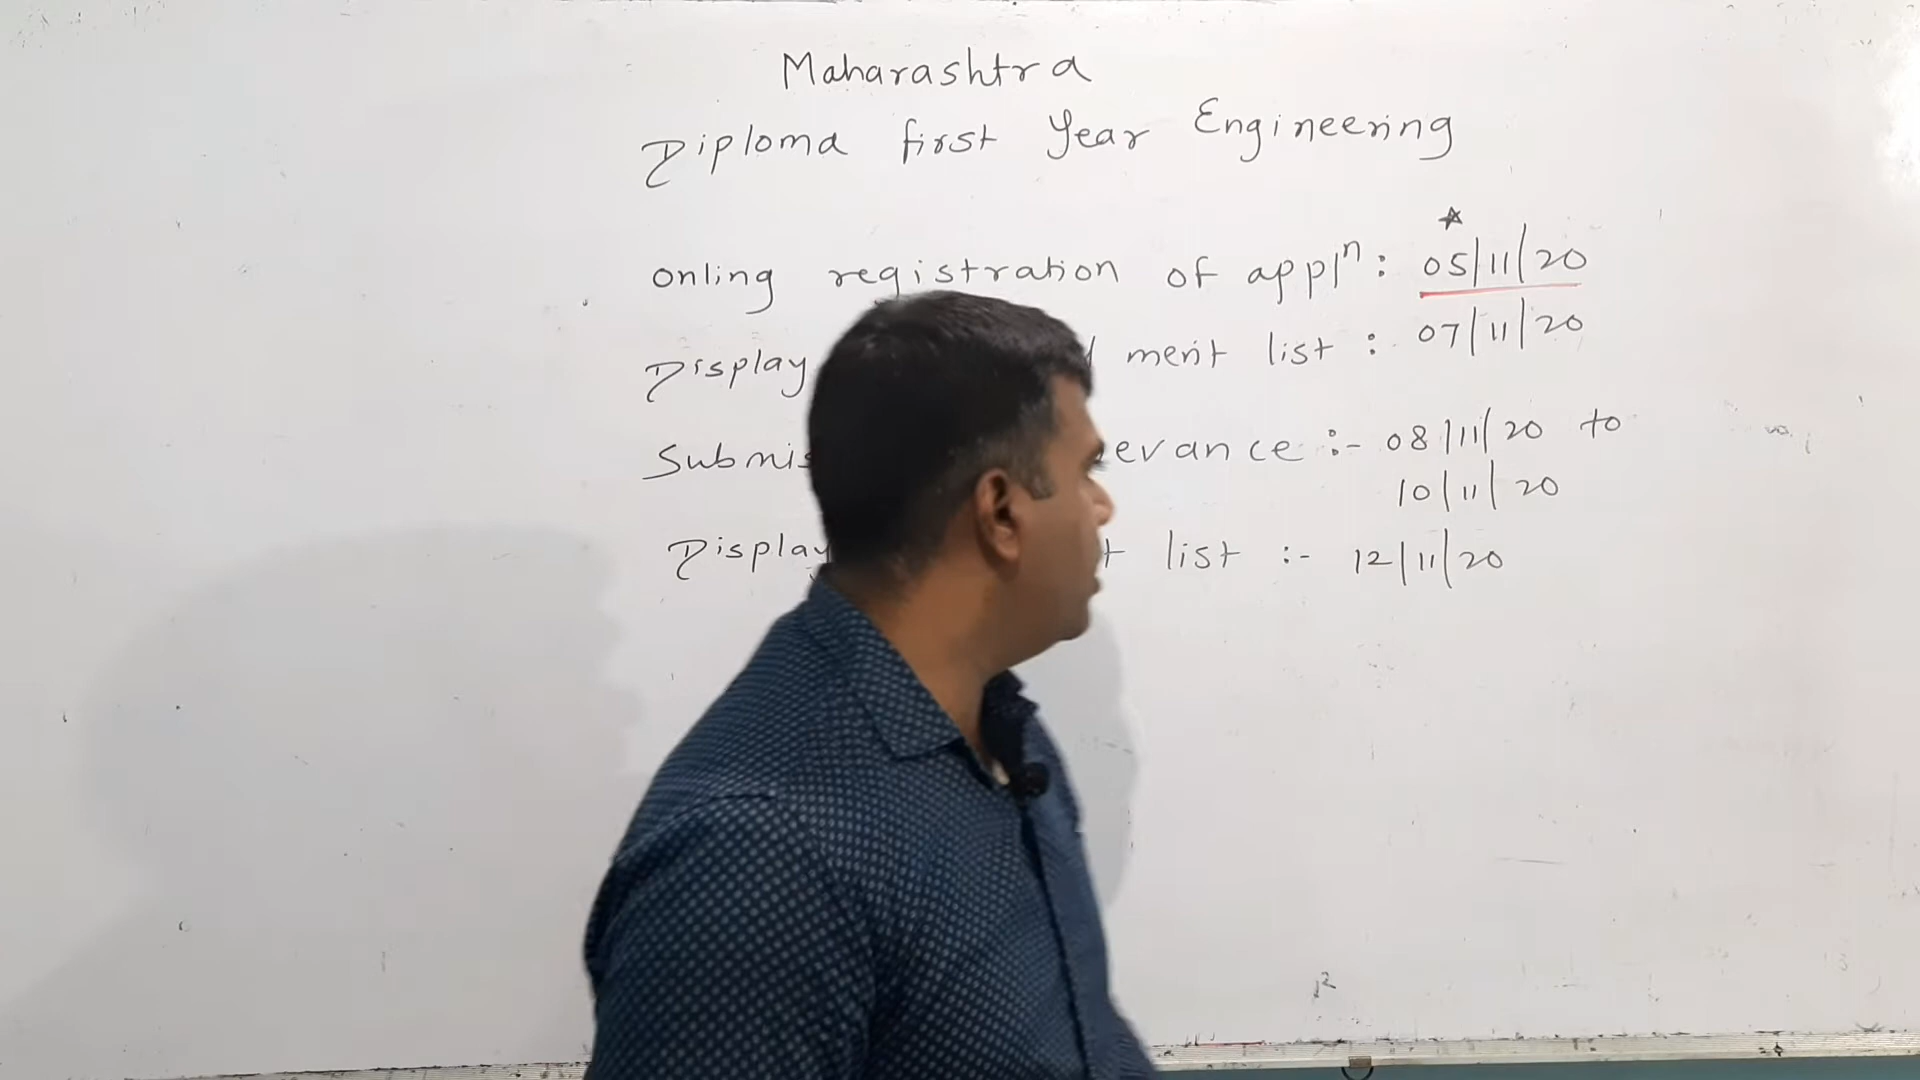 Maharashtra
Diploma first Year Engineering
onling registration of applⁿ : 05/11/20
Display merit list : 07/11/20
Submis evance :- 08/11/20 to
10/11/20
Display t list :- 12/11/20